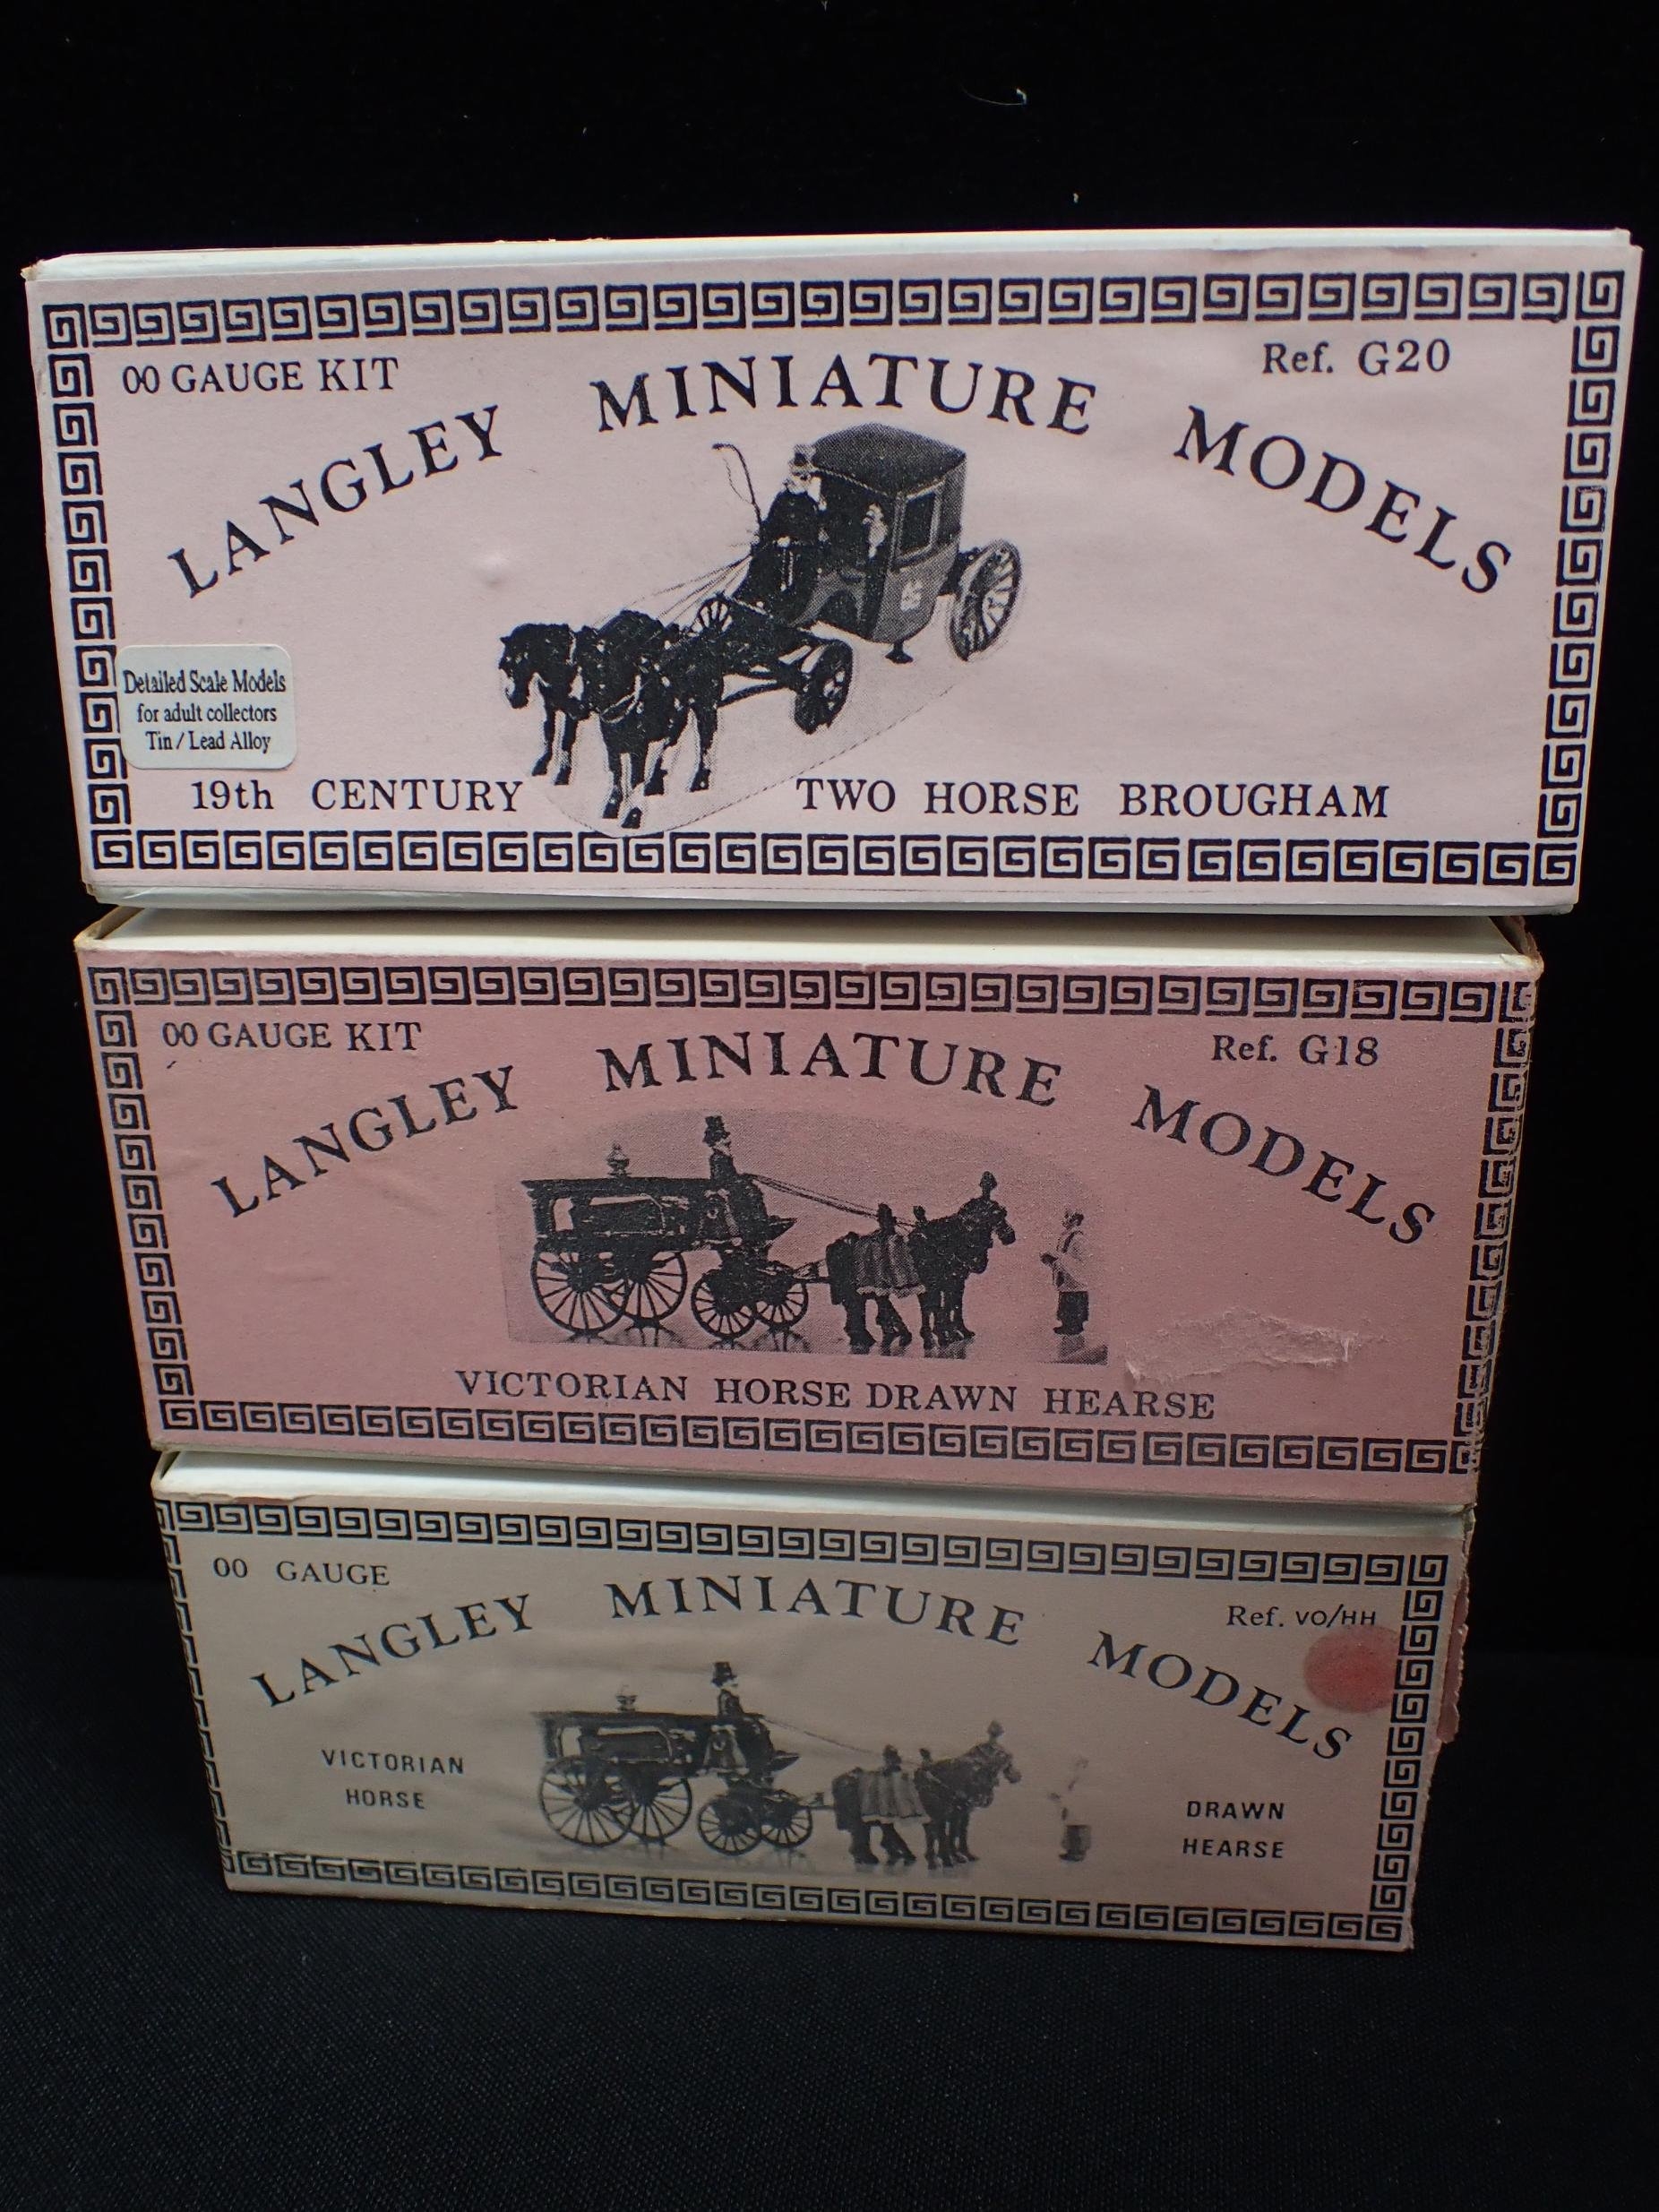 00 GAUGE KIT
Ref. G20
LANGLEY MINIATURE MODELS
Detailed Scale Models
for adult collectors
Tin / Lead Alloy
19th CENTURY TWO HORSE BROUGHAM
00 GAUGE KIT
Ref. G18
LANGLEY MINIATURE MODELS
VICTORIAN HORSE DRAWN HEARSE
00 GAUGE
Ref. VO/HH
LANGLEY MINIATURE MODELS
VICTORIAN
HORSE
DRAWN
HEARSE